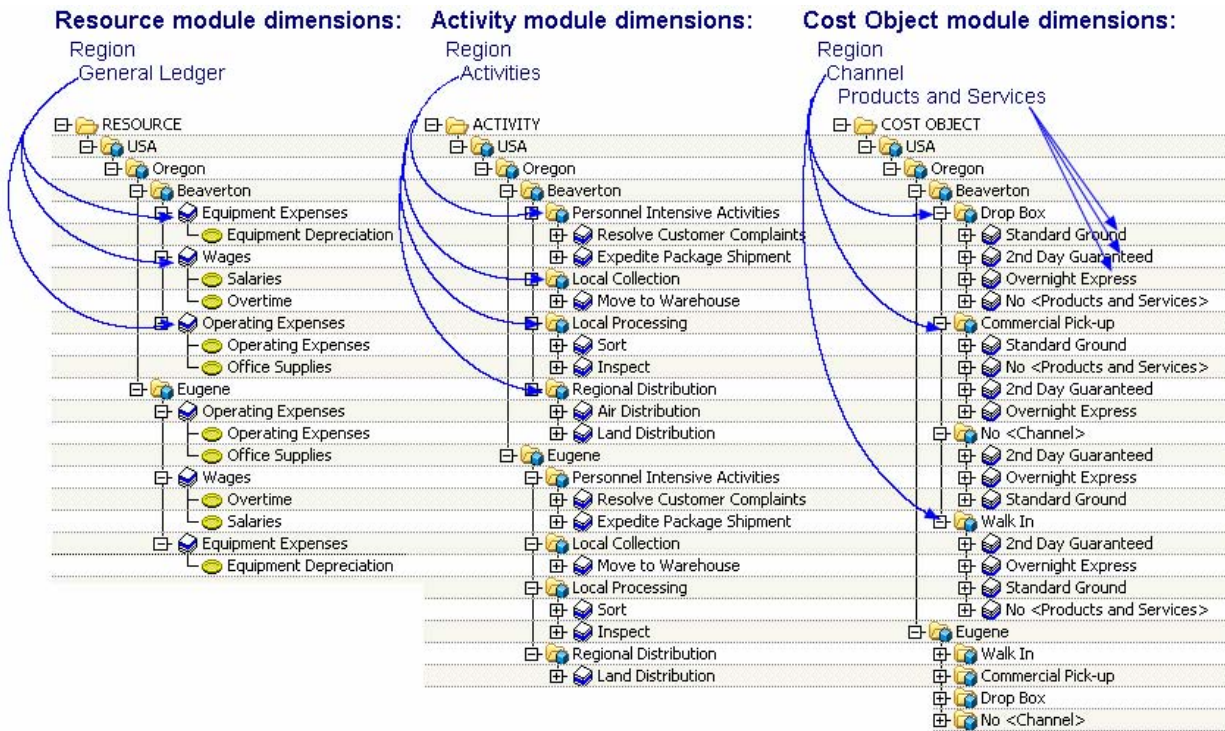 Resource module dimensions:
Region
General Ledger
RESOURCE
USA
Oregon
Beaverton
Equipment Expenses
Equipment Depreciation
Wages
Salaries
Overtime
Operating Expenses
Operating Expenses
Office Supplies
Eugene
Operating Expenses
Operating Expenses
Office Supplies
Wages
Overtime
Salaries
Equipment Expenses
Equipment Depreciation
Activity module dimensions:
Region
Activities
ACTIVITY
USA
Oregon
Beaverton
Personnel Intensive Activities
Resolve Customer Complaints
Expedite Package Shipment
Local Collection
Move to Warehouse
Local Processing
Sort
Inspect
Regional Distribution
Air Distribution
Land Distribution
Eugene
Personnel Intensive Activities
Resolve Customer Complaints
Expedite Package Shipment
Local Collection
Move to Warehouse
Local Processing
Sort
Inspect
Regional Distribution
Land Distribution
Cost Object module dimensions:
Region
Channel
Products and Services
COST OBJECT
USA
Oregon
Beaverton
Drop Box
Standard Ground
2nd Day Guaranteed
Overnight Express
No <Products and Services>
Commercial Pick-up
Standard Ground
No <Products and Services>
2nd Day Guaranteed
Overnight Express
No <Channel>
2nd Day Guaranteed
Overnight Express
Standard Ground
Walk In
2nd Day Guaranteed
Overnight Express
Standard Ground
No <Products and Services>
Eugene
Walk In
Commercial Pick-up
Drop Box
No <Channel>